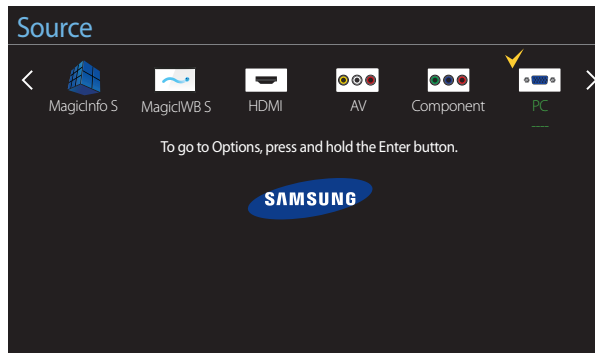 Source
MagicInfo S MagicIWB S HDMI AV Component PC
----
To go to Options, press and hold the Enter button.
SAMSUNG